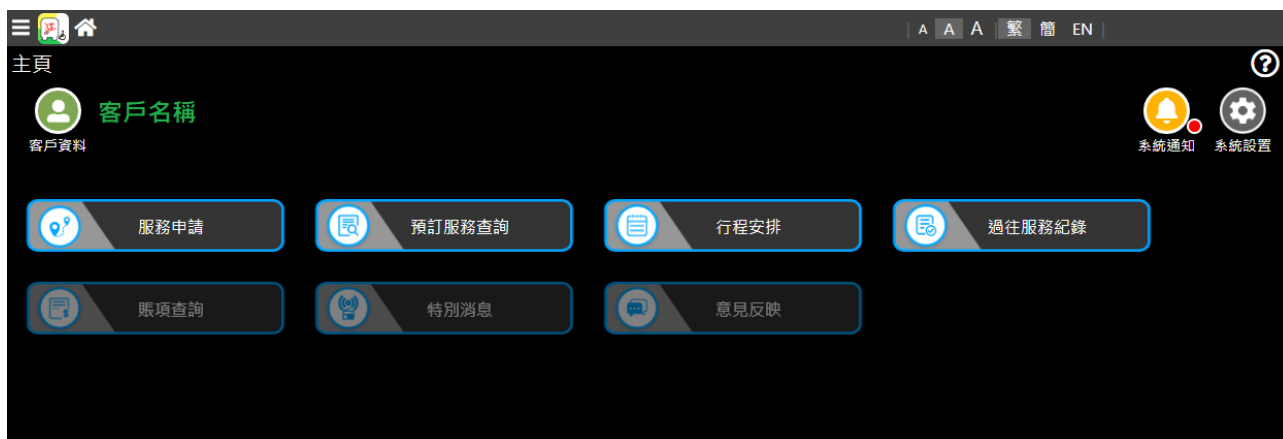 A A A 繁 簡 EN
主頁
客戶名稱
客戶資料
系統通知 系統設置
服務申請 預訂服務查詢 行程安排 過往服務紀錄
賬項查詢 特別消息 意見反映